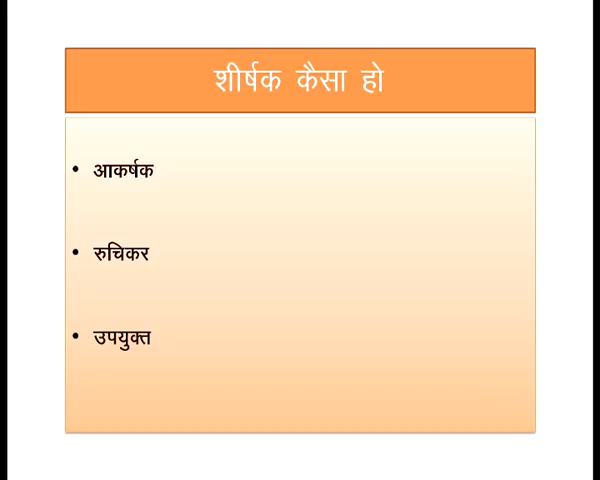 शीर्षक कैसा हो
• आकर्षक
• रुचिकर
• उपयुक्त